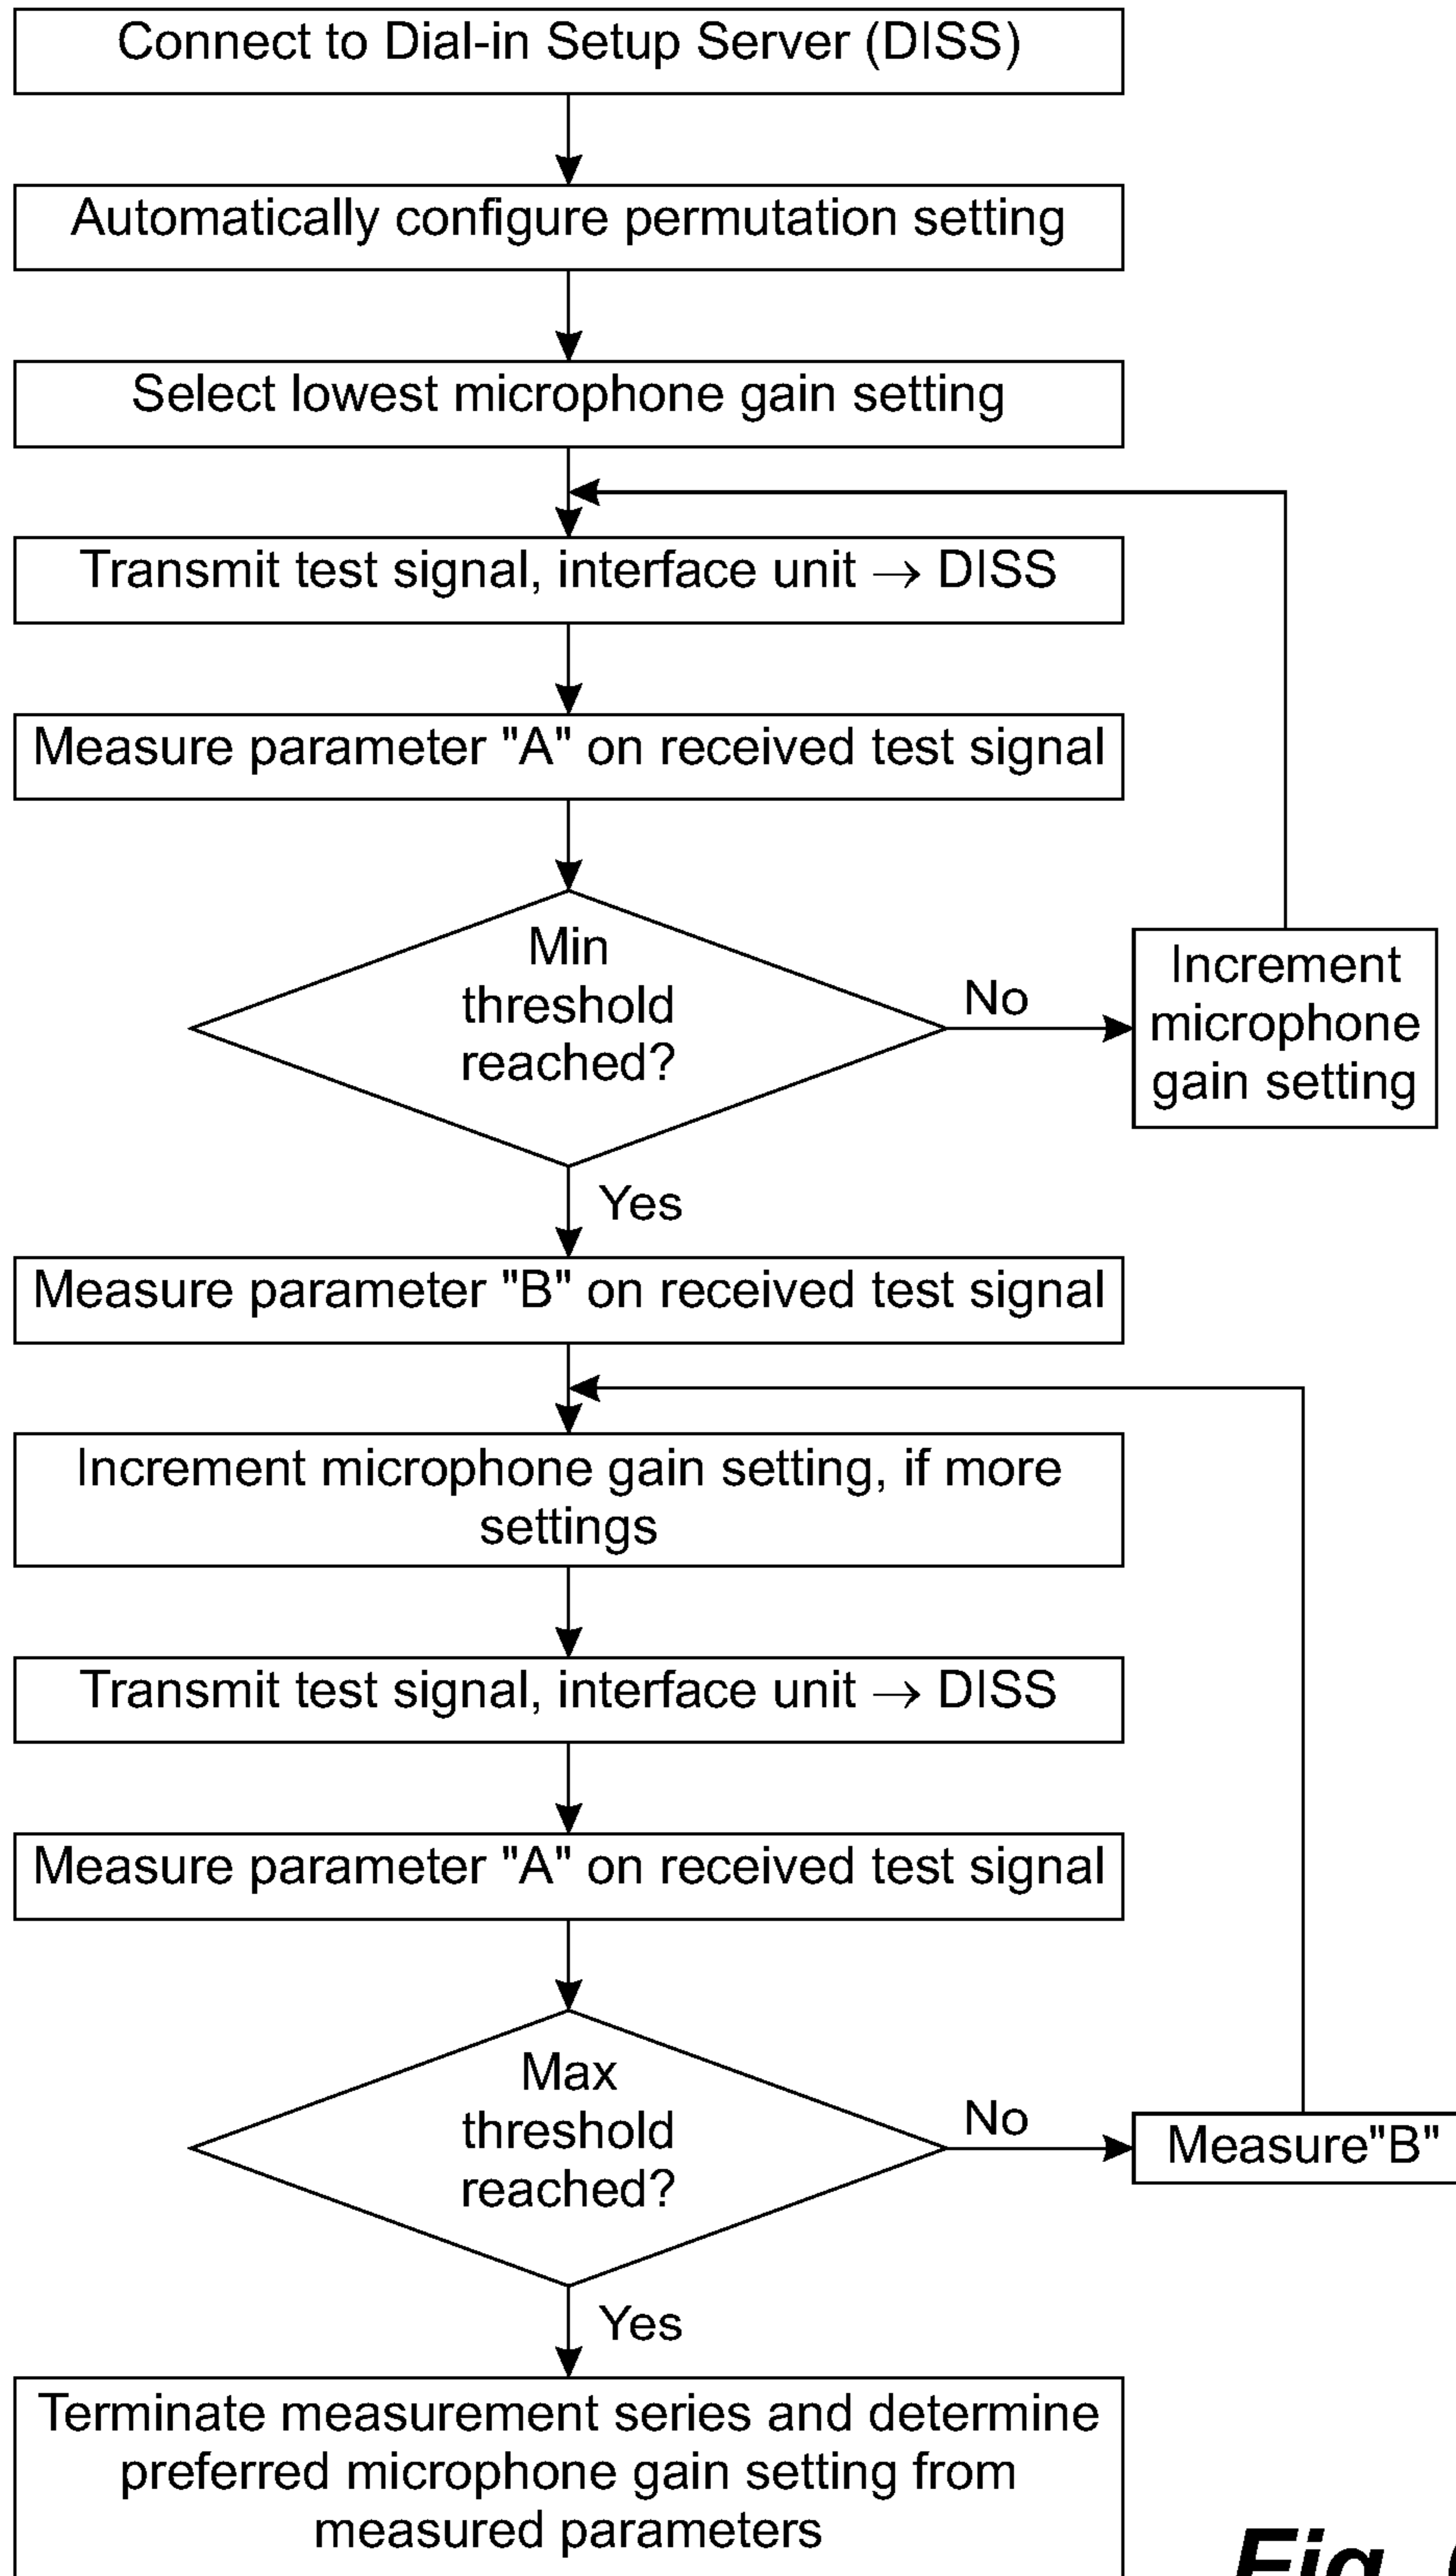 Connect to Dial-in Setup Server (DISS)
Automatically configure permutation setting
Select lowest microphone gain setting
Transmit test signal, interface unit → DISS
Measure parameter "A" on received test signal
Min
threshold
reached?
No
Increment
microphone
gain setting
Yes
Measure parameter "B" on received test signal
Increment microphone gain setting, if more
settings
Transmit test signal, interface unit → DISS
Measure parameter "A" on received test signal
Max
threshold
reached?
No
Measure"B"
Yes
Terminate measurement series and determine
preferred microphone gain setting from
measured parameters
Fig.